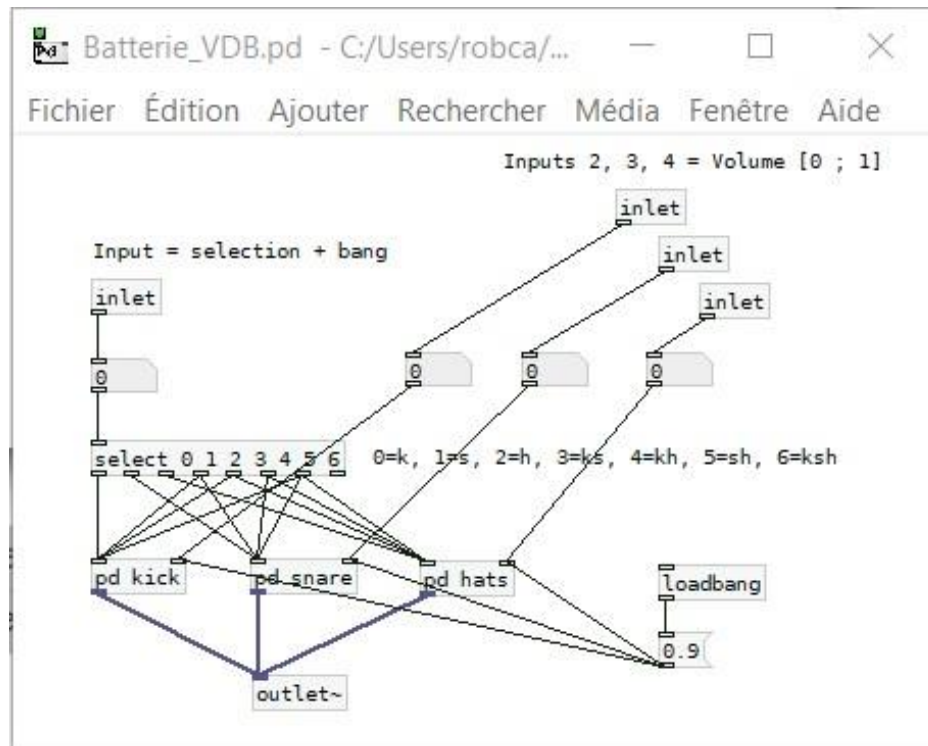 Batterie_VDB.pd - C:/Users/robca/...
Fichier Édition Ajouter Rechercher Média Fenêtre Aide
Inputs 2, 3, 4 = Volume [0 ; 1]
inlet
Input = selection + bang
inlet
inlet
inlet
0
0
0
0
select 0 1 2 3 4 5 6
0=k, 1=s, 2=h, 3=ks, 4=kh, 5=sh, 6=ksh
pd kick
pd snare
pd hats
loadbang
0.9
outlet~